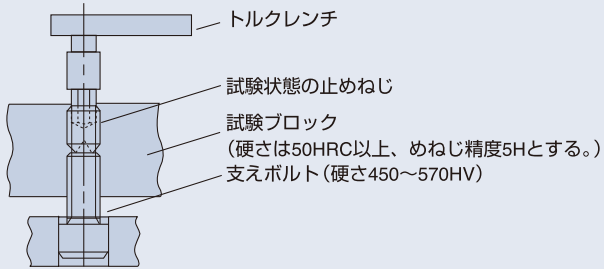 トルクレンチ
試験状態の止めねじ
試験ブロック
（硬さは50HRC以上、めねじ精度5Hとする。）
支えボルト（硬さ450～570HV）